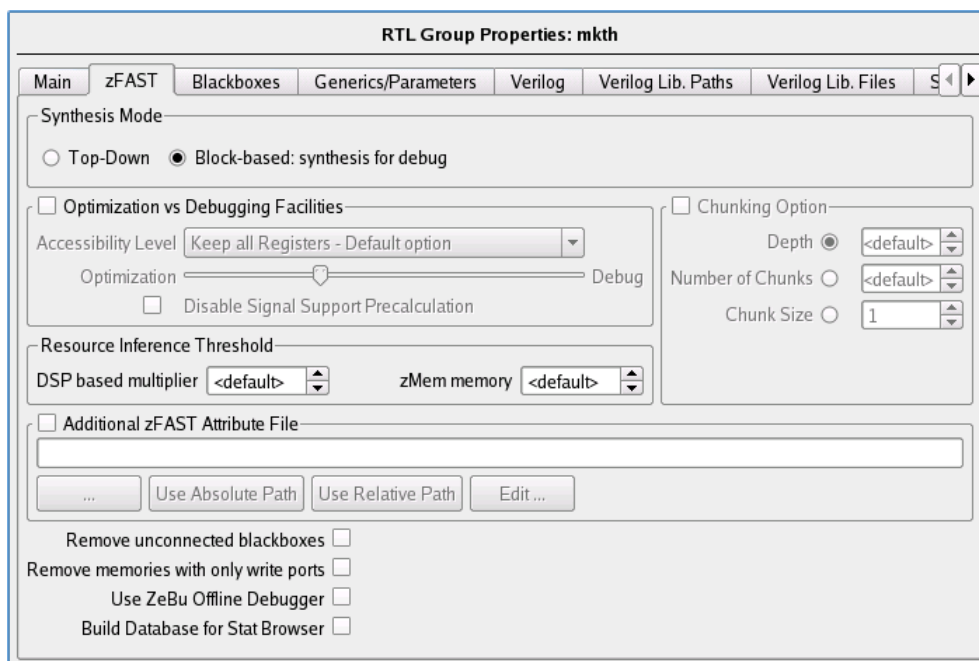 RTL Group Properties: mkth
Main zFAST Blackboxes Generics/Parameters Verilog Verilog Lib. Paths Verilog Lib. Files S
Synthesis Mode
Top-Down Block-based: synthesis for debug
Optimization vs Debugging Facilities
Accessibility Level Keep all Registers - Default option
Optimization Debug
Disable Signal Support Precalculation
Chunking Option
Depth <default>
Number of Chunks <default>
Chunk Size 1
Resource Inference Threshold
DSP based multiplier <default> zMem memory <default>
Additional zFAST Attribute File
... Use Absolute Path Use Relative Path Edit ...
Remove unconnected blackboxes
Remove memories with only write ports
Use ZeBu Offline Debugger
Build Database for Stat Browser